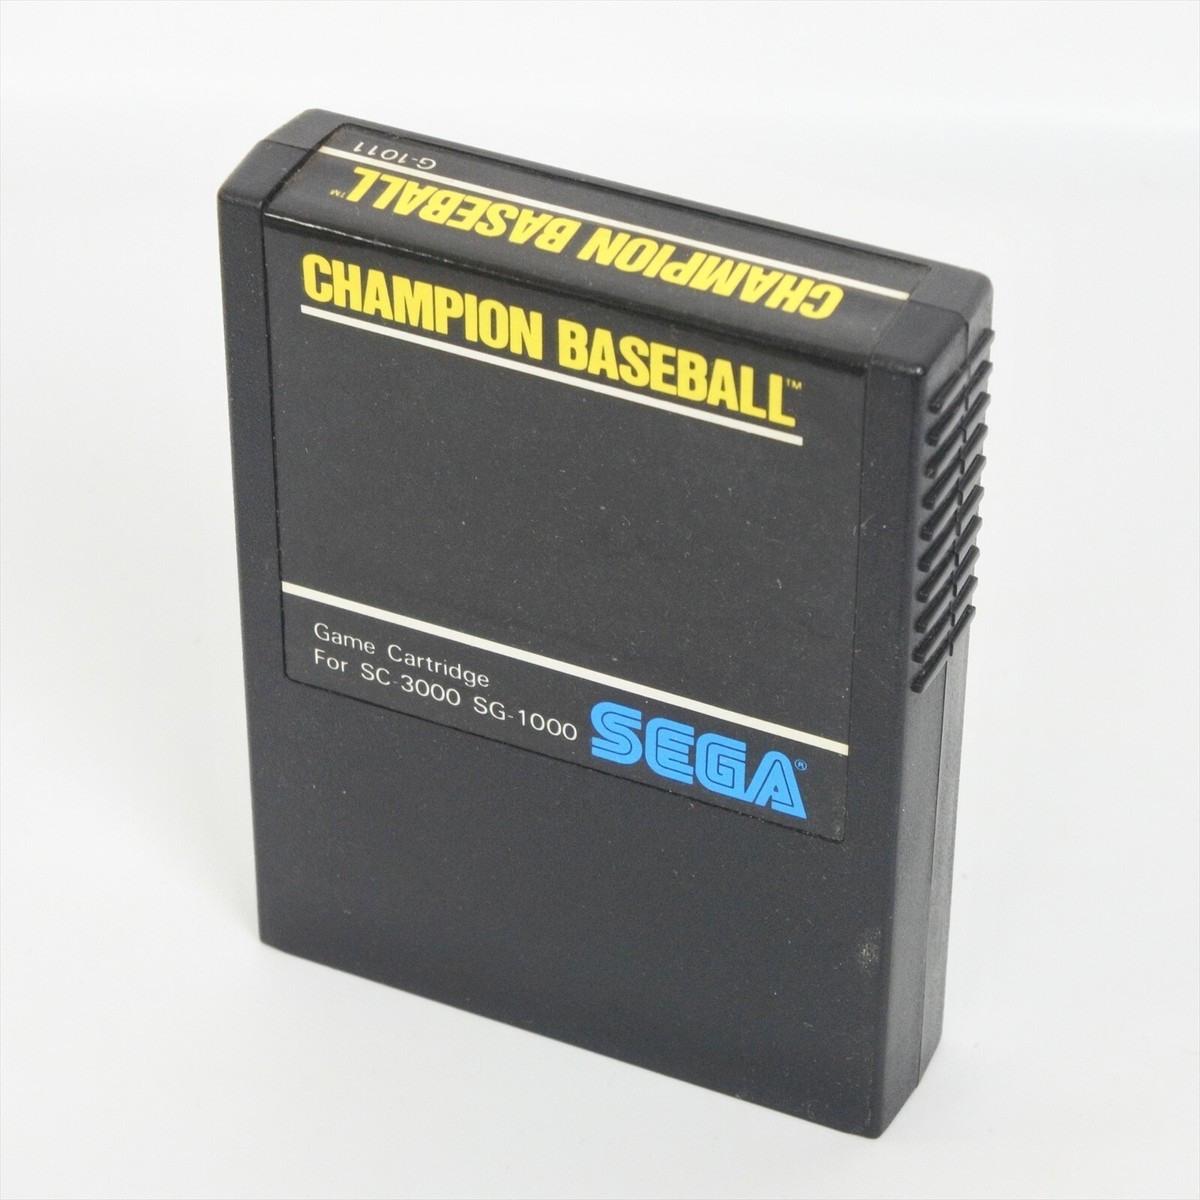 G-1011
CHAMPION BASEBALL™
CHAMPION BASEBALL™
Game Cartridge
For SC-3000 SG-1000
SEGA®